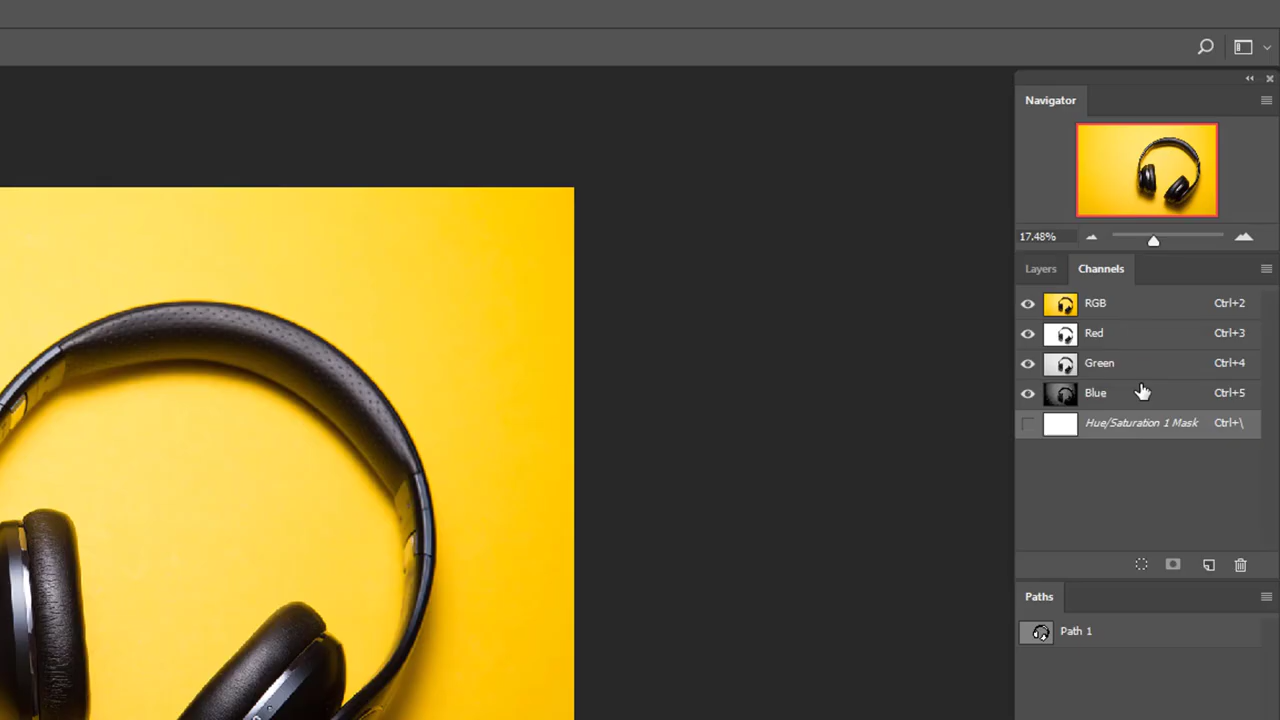 Navigator
17.48%
Layers Channels
RGB Ctrl+2
Red Ctrl+3
Green Ctrl+4
Blue Ctrl+5
Hue/Saturation 1 Mask Ctrl+\
Paths
Path 1